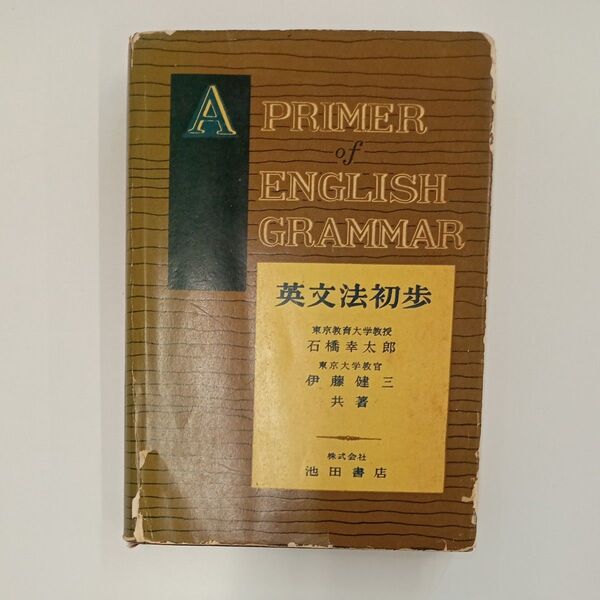 A PRIMER
of
ENGLISH
GRAMMAR
英文法初歩
東京教育大学教授
石橋幸太郎
東京大学教官
伊藤健三
共著
株式会社
池田書店